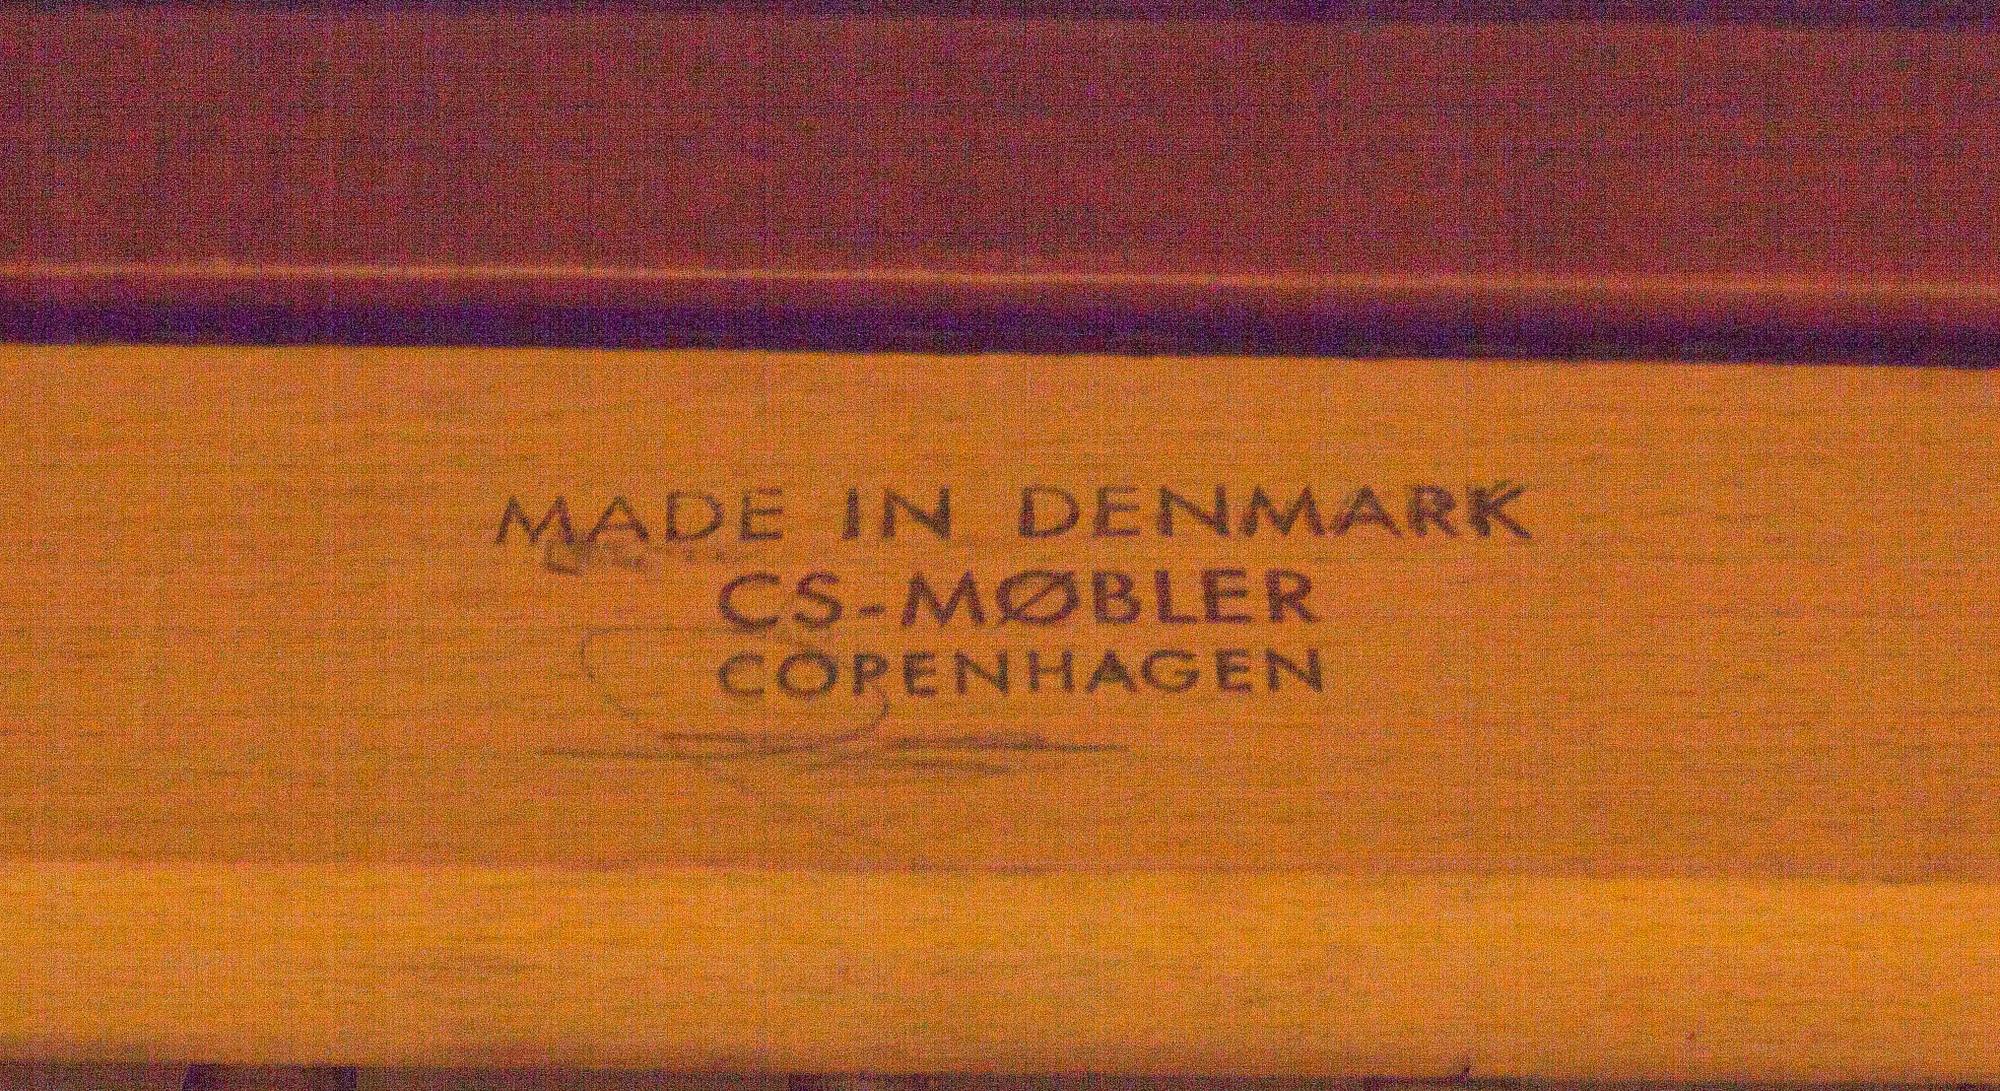 MADE IN DENMARK
CS-MØBLER
COPENHAGEN